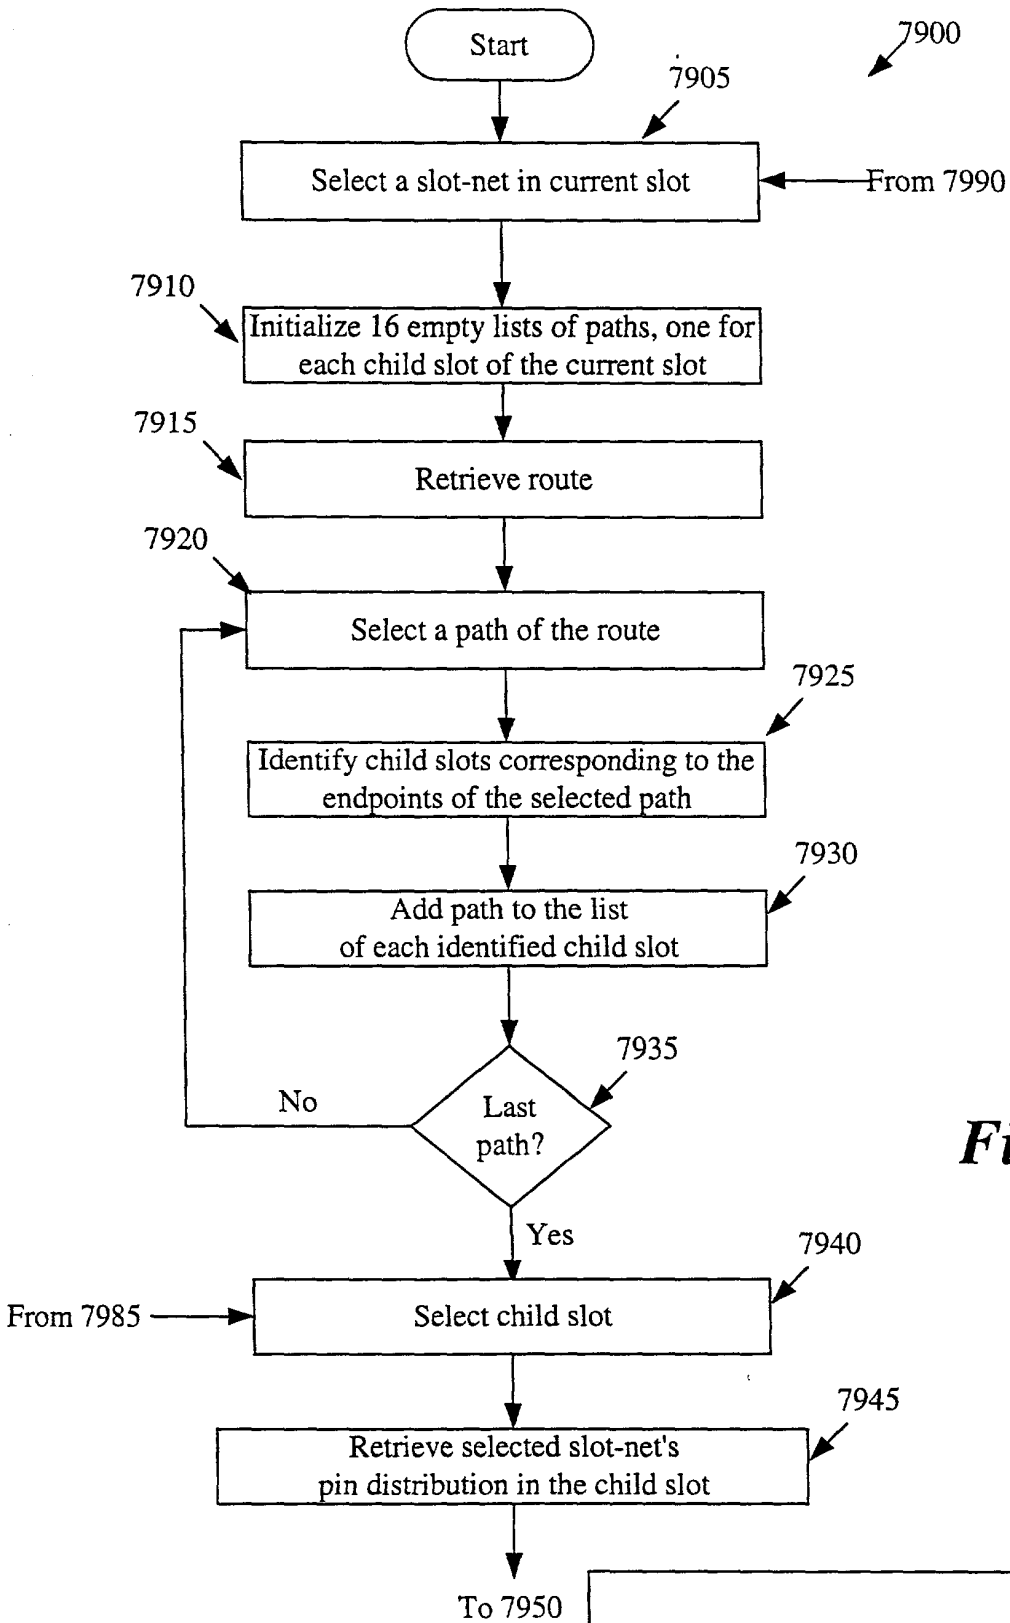 Start
7900
7905
Select a slot-net in current slot
From 7990
7910
Initialize 16 empty lists of paths, one for
each child slot of the current slot
7915
Retrieve route
7920
Select a path of the route
7925
Identify child slots corresponding to the
endpoints of the selected path
7930
Add path to the list
of each identified child slot
7935
Last
path?
No
Yes
7940
From 7985
Select child slot
7945
Retrieve selected slot-net's
pin distribution in the child slot
To 7950